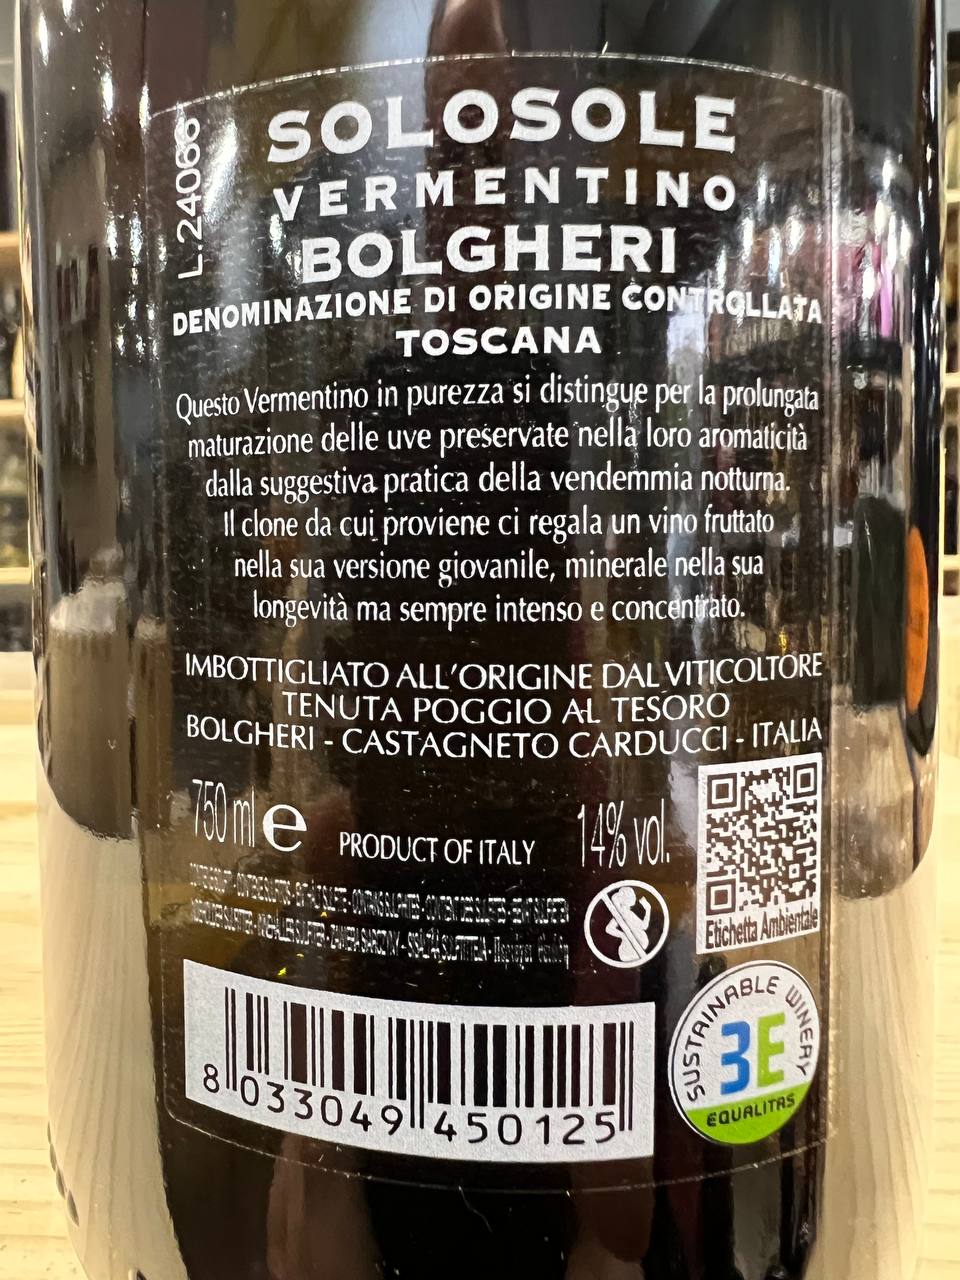 L.24066
SOLOSOLE
VERMENTINO
BOLGHERI
DENOMINAZIONE DI ORIGINE CONTROLLATA
TOSCANA
Questo Vermentino in purezza si distingue per la prolungata
maturazione delle uve preservate nella loro aromaticità
dalla suggestiva pratica della vendemmia notturna.
Il clone da cui proviene ci regala un vino fruttato
nella sua versione giovanile, minerale nella sua
longevità ma sempre intenso e concentrato.
IMBOTTIGLIATO ALL'ORIGINE DAL VITICOLTORE
TENUTA POGGIO AL TESORO
BOLGHERI - CASTAGNETO CARDUCCI - ITALIA
750 ml e
PRODUCT OF ITALY
14% vol.
Etichetta Ambientale
8 033049 450125
SUSTAINABLE WINERY
3E
EQUALITAS